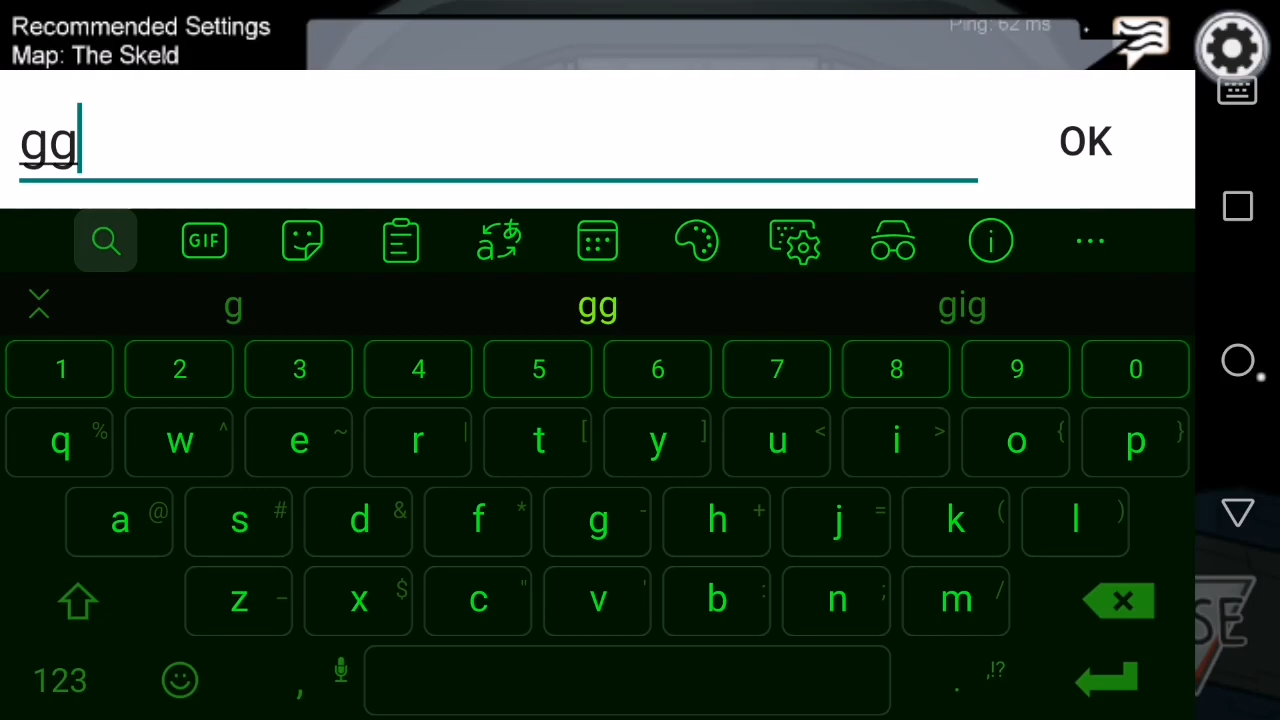 Recommended Settings
Ping: 62 ms
Map: The Skeld
gg
OK
GIF
g gg gig
1 2 3 4 5 6 7 8 9 0
q % w ^ e ~ r | t [ y ] u < i > o { p }
a @ s # d & f * g - h + j = k ( l )
z _ x $ c " v ' b : n ; m /
123 , . ,!?